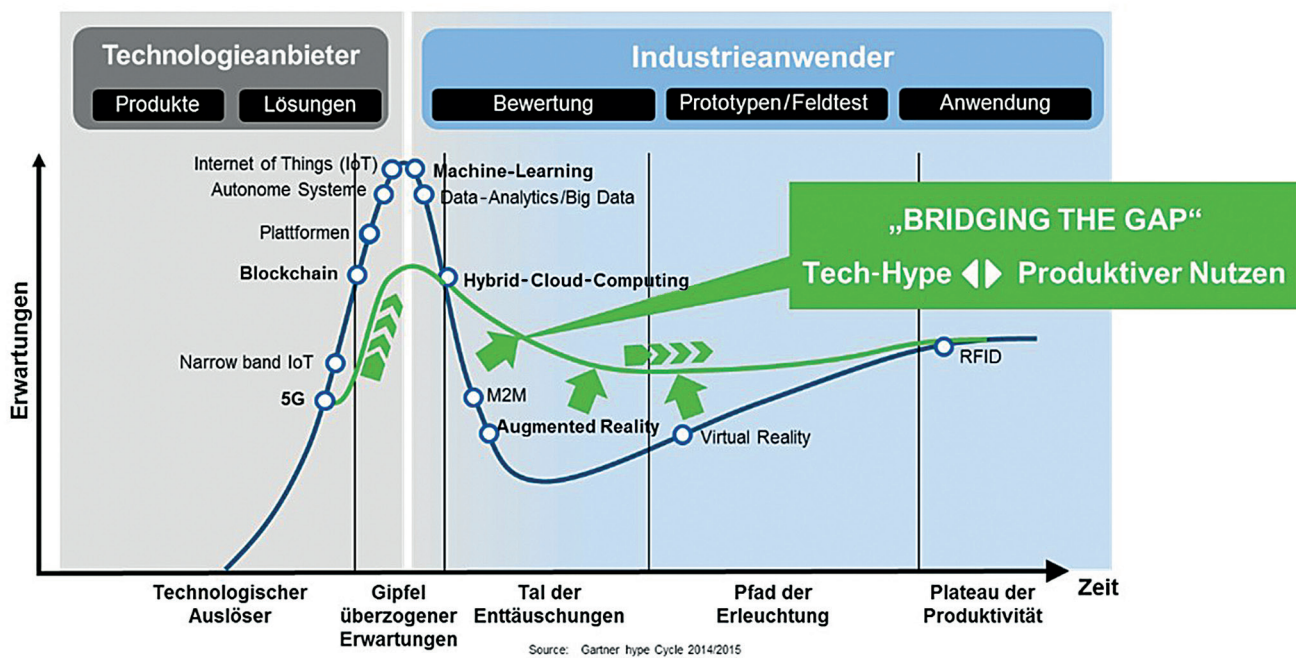 Technologieanbieter
Produkte
Lösungen
Industrieanwender
Bewertung
Prototypen/Feldtest
Anwendung
Erwartungen
Internet of Things (IoT)
Autonome Systeme
Plattformen
Blockchain
Narrow band IoT
5G
Machine-Learning
Data-Analytics/Big Data
Hybrid-Cloud-Computing
M2M
Augmented Reality
Virtual Reality
RFID
„BRIDGING THE GAP“
Tech-Hype Produktiver Nutzen
Technologischer
Auslöser
Gipfel
überzogener
Erwartungen
Tal der
Enttäuschungen
Pfad der
Erleuchtung
Plateau der
Produktivität
Zeit
Source: Gartner hype Cycle 2014/2015